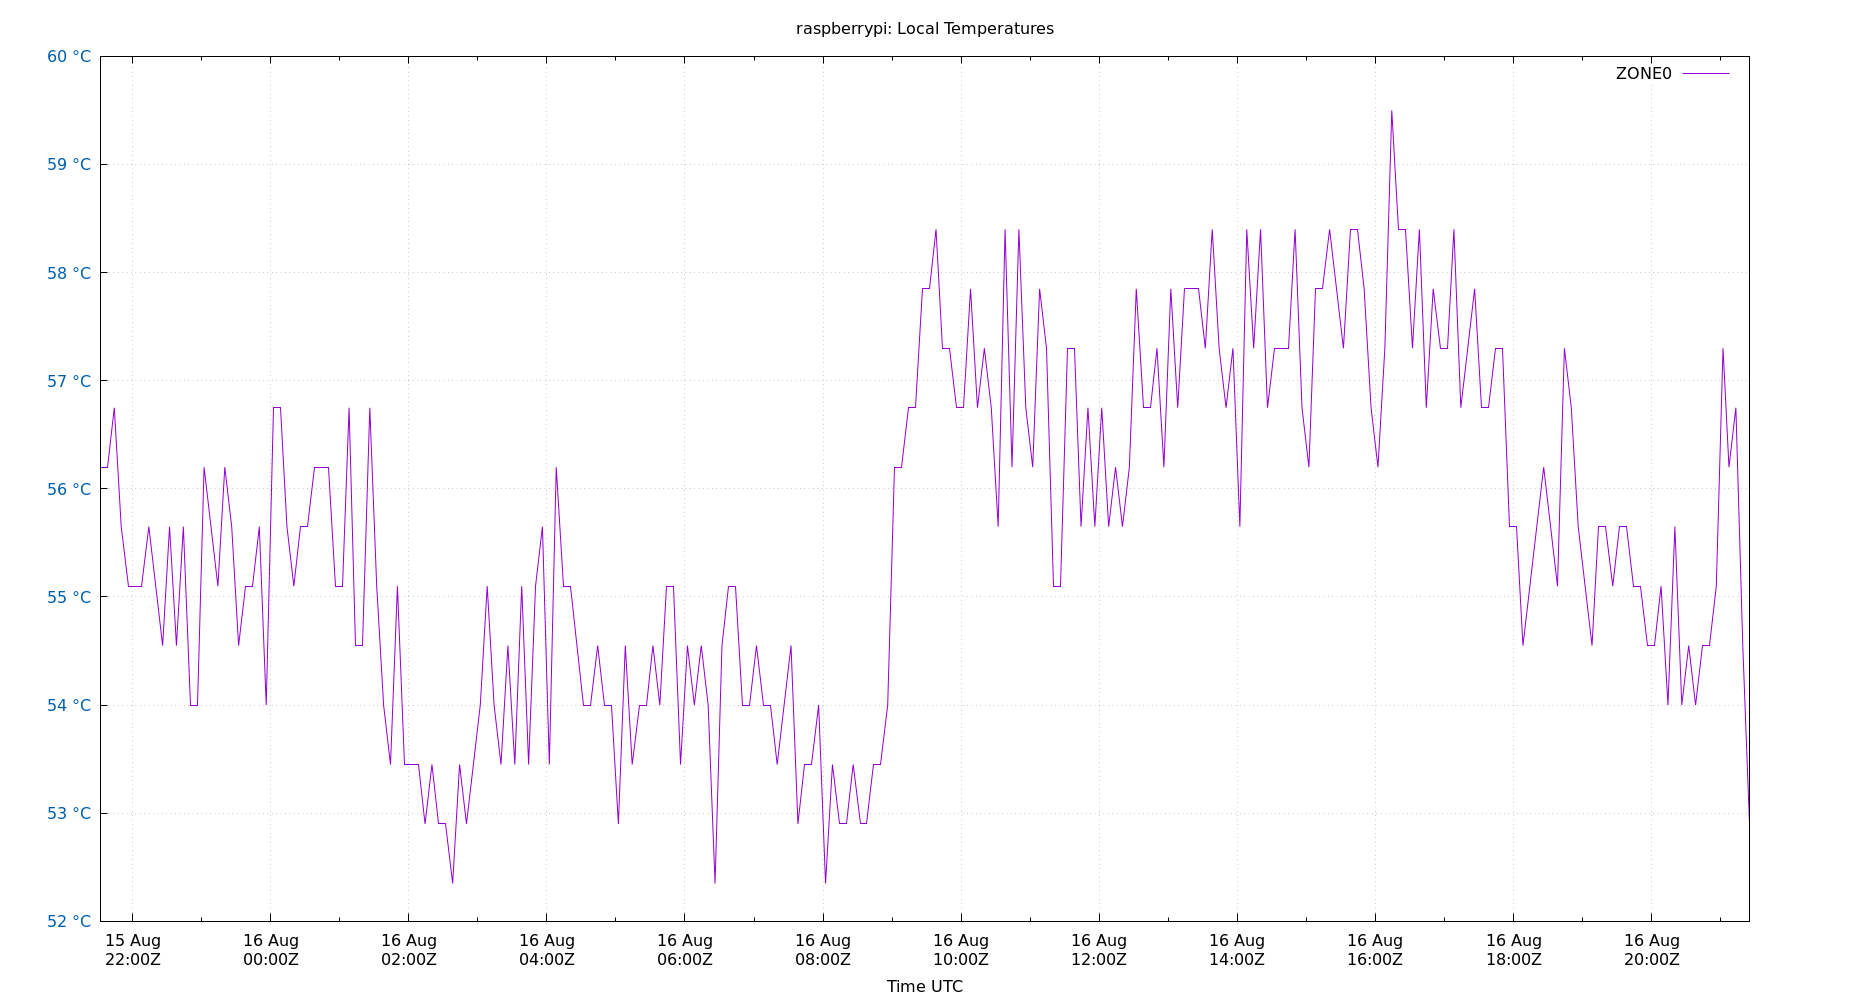 raspberrypi: Local Temperatures
60 °C
ZONE0
59 °C
58 °C
57 °C
56 °C
55 °C
54 °C
53 °C
52 °C
15 Aug 16 Aug 16 Aug 16 Aug 16 Aug 16 Aug 16 Aug 16 Aug 16 Aug 16 Aug 16 Aug 16 Aug
22:00Z 00:00Z 02:00Z 04:00Z 06:00Z 08:00Z 10:00Z 12:00Z 14:00Z 16:00Z 18:00Z 20:00Z
Time UTC